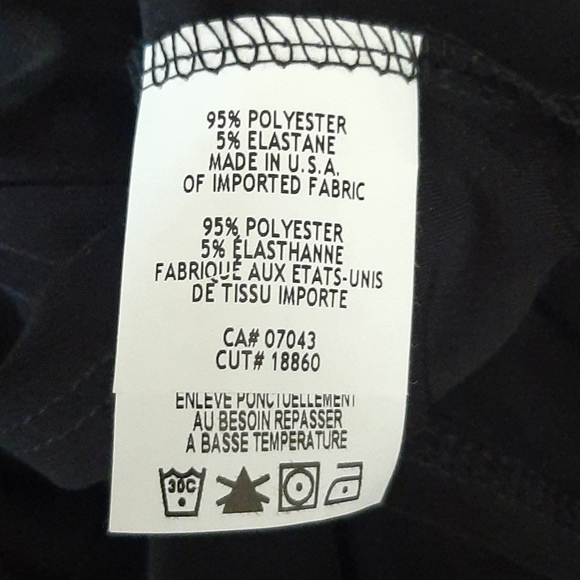 95% POLYESTER
5% ELASTANE
MADE IN U.S.A.
OF IMPORTED FABRIC
95% POLYESTER
5% ÉLASTHANNE
FABRIQUÉ AUX ETATS-UNIS
DE TISSU IMPORTE
CA# 07043
CUT# 18860
ENLEVE PONCTUELLEMENT
AU BESOIN REPASSER
A BASSE TEMPERATURE
30C